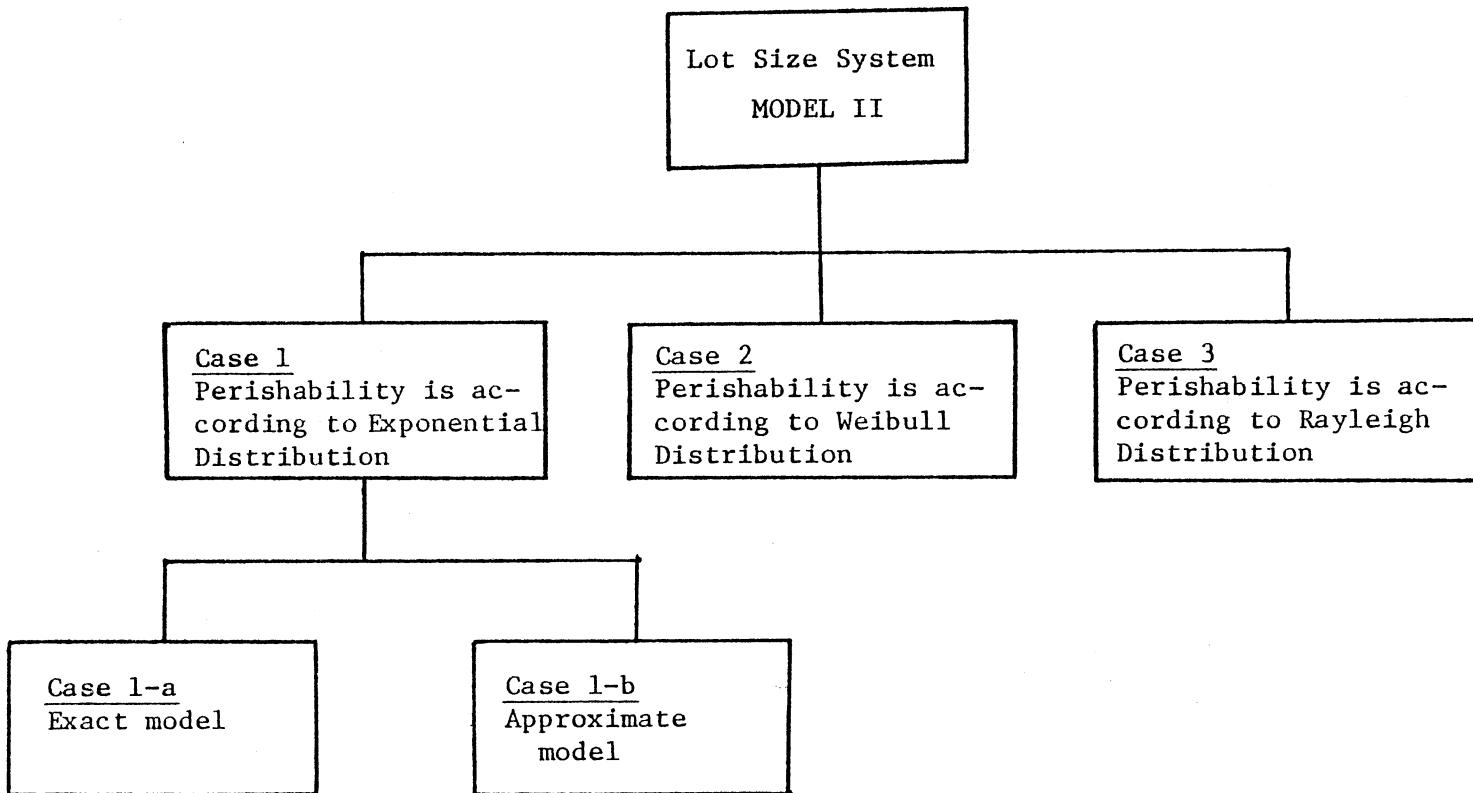 Lot Size System
MODEL II
Case 1
Perishability is ac-
cording to Exponential
Distribution
Case 2
Perishability is ac-
cording to Weibull
Distribution
Case 3
Perishability is ac-
cording to Rayleigh
Distribution
Case 1-a
Exact model
Case 1-b
Approximate
model